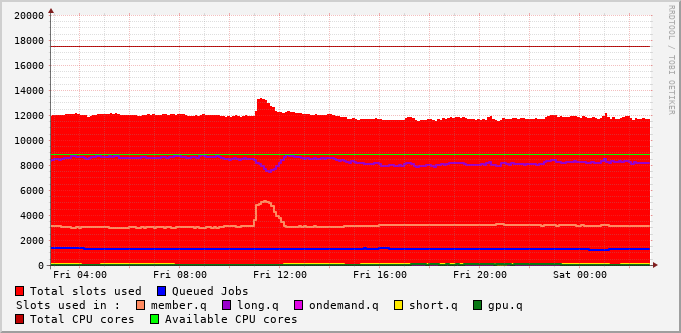 20000
18000
16000
14000
12000
10000
8000
6000
4000
2000
0
Fri 04:00 Fri 08:00 Fri 12:00 Fri 16:00 Fri 20:00 Sat 00:00
RRDTOOL / TOBI OETIKER
Total slots used Queued Jobs
Slots used in : member.q long.q ondemand.q short.q gpu.q
Total CPU cores Available CPU cores